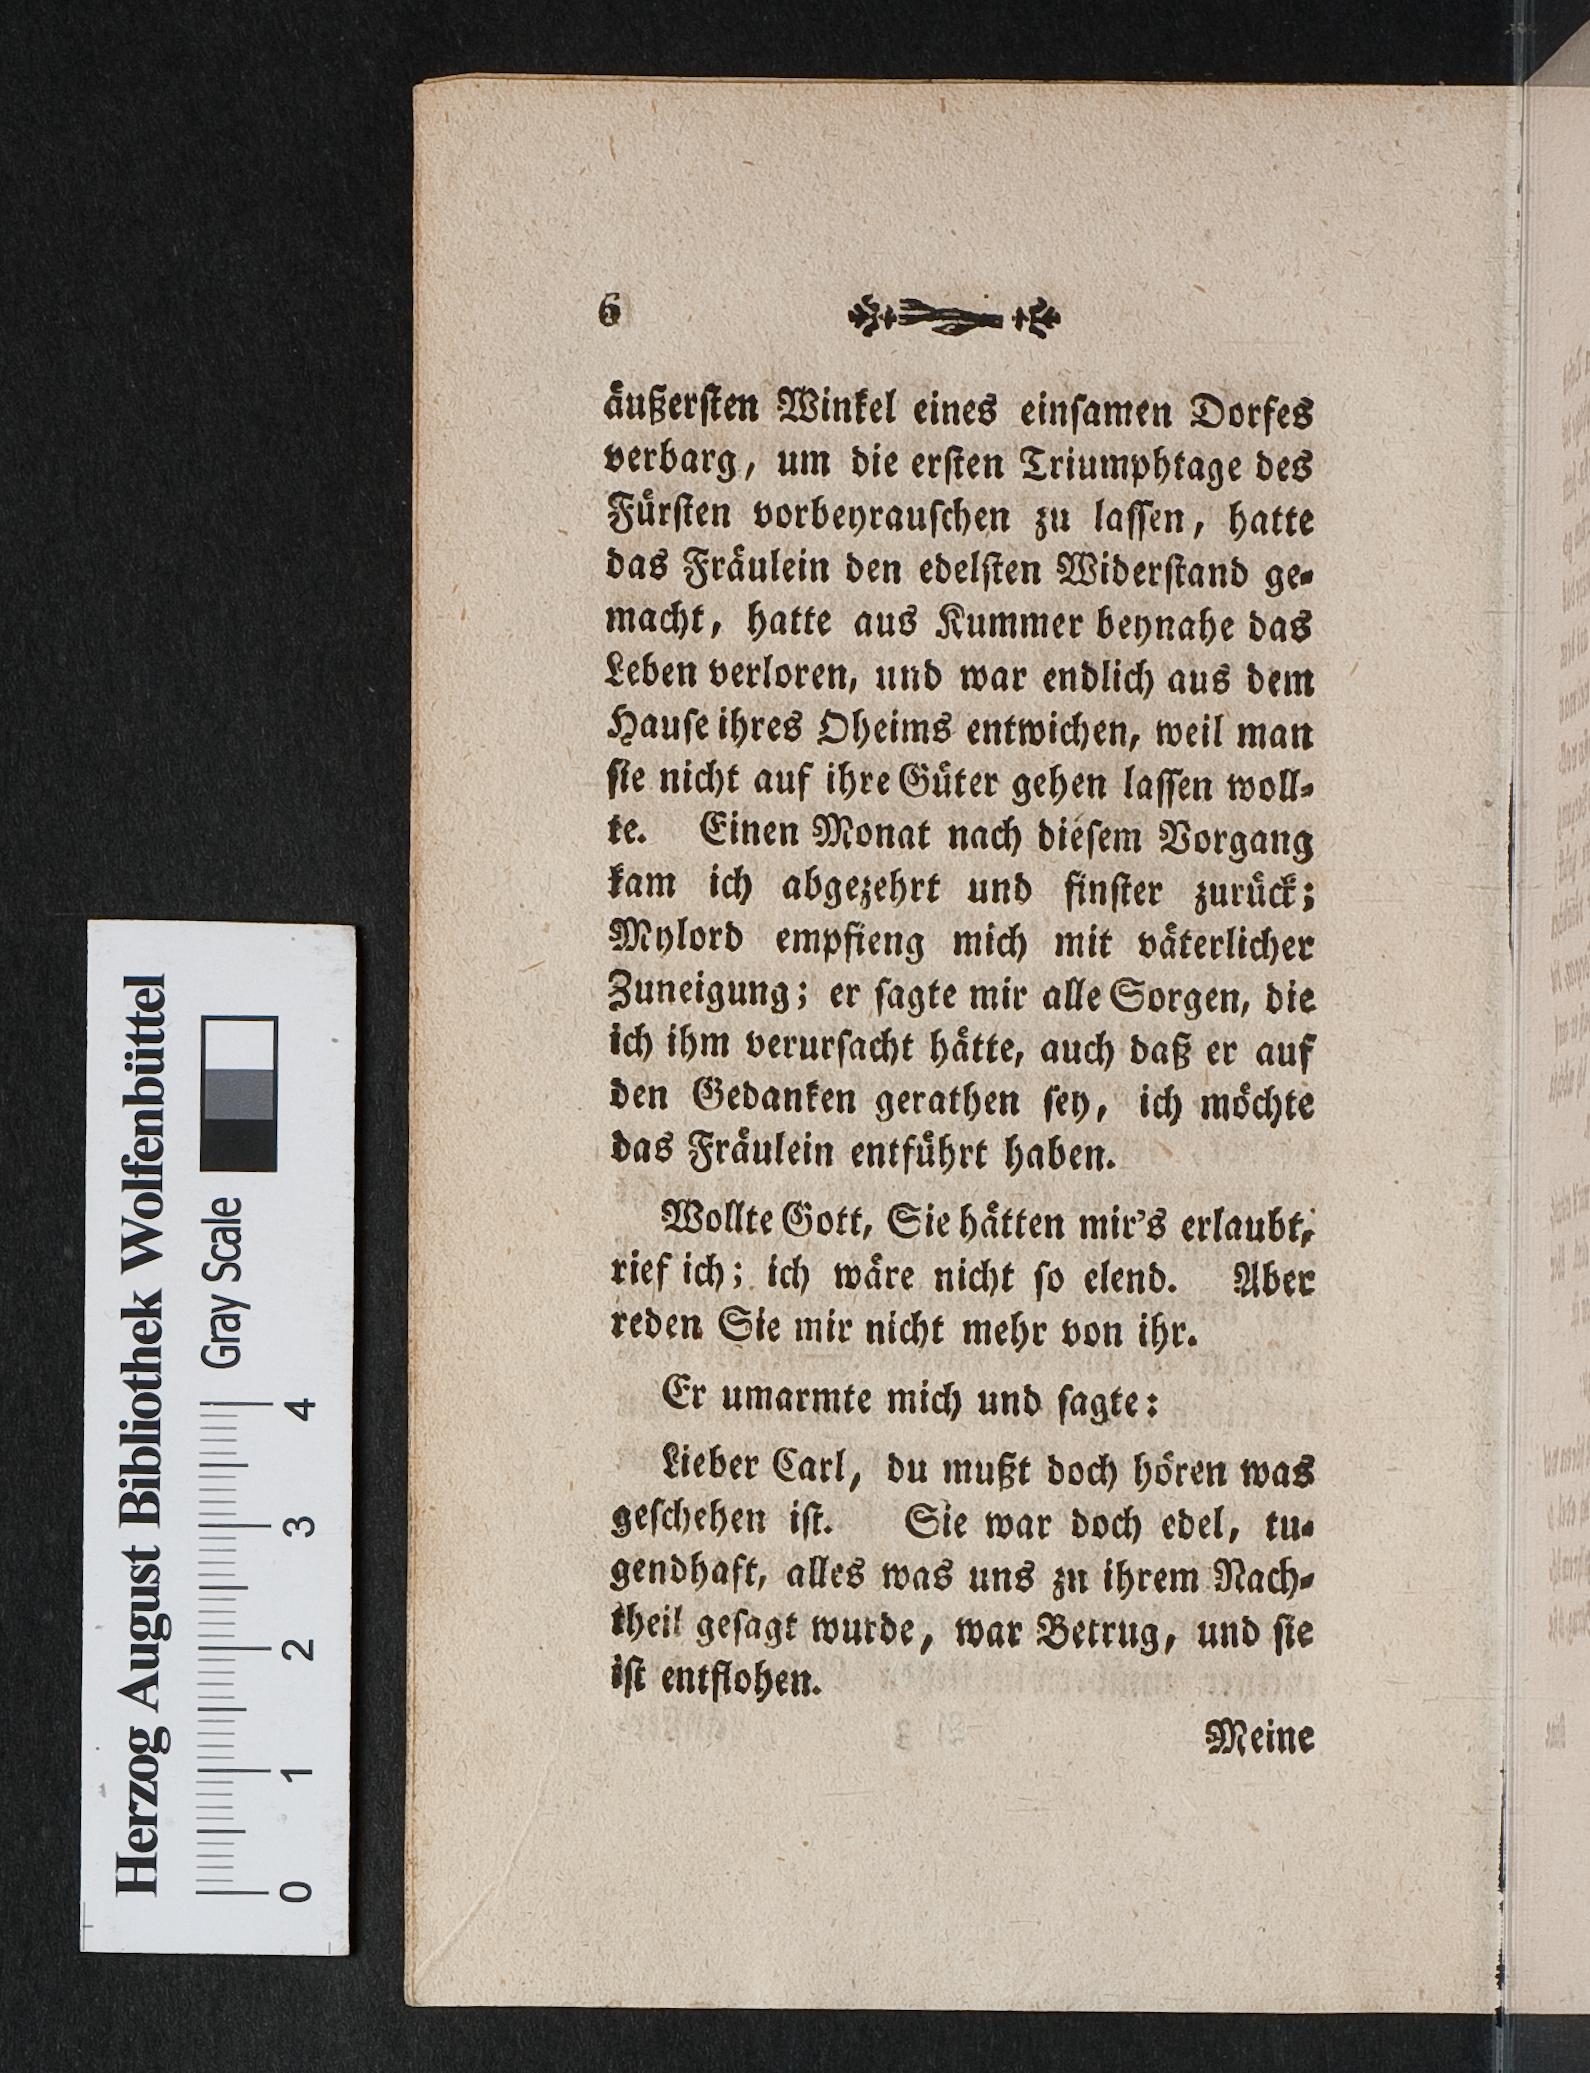 6
äußerſten Winkel eines einſamen Dorfes
verbarg, um die erſten Triumphtage des
Fürſten vorbeyrauſchen zu laſſen, hatte
das Fräulein den edelſten Widerſtand ge⸗
macht, hatte aus Kummer beynahe das
Leben verloren, und war endlich aus dem
Hauſe ihres Oheims entwichen, weil man
ſie nicht auf ihre Güter gehen laſſen woll⸗
te. Einen Monat nach dieſem Vorgang
kam ich abgezehrt und finſter zurück;
Mylord empfieng mich mit väterlicher
Zuneigung; er ſagte mir alle Sorgen, die
ich ihm verurſacht hätte, auch daß er auf
den Gedanken gerathen ſey, ich möchte
das Fräulein entführt haben.
Wollte Gott, Sie hätten mir’s erlaubt,
rief ich; ich wäre nicht ſo elend. Aber
reden Sie mir nicht mehr von ihr.
Er umarmte mich und ſagte:
Lieber Carl, du mußt doch hören was
geſchehen iſt. Sie war doch edel, tu⸗
gendhaft, alles was uns zu ihrem Nach⸗
theil geſagt wurde, war Betrug, und ſie
iſt entflohen.
Meine
Herzog August Bibliothek Wolfenbüttel
Gray Scale
0 1 2 3 4